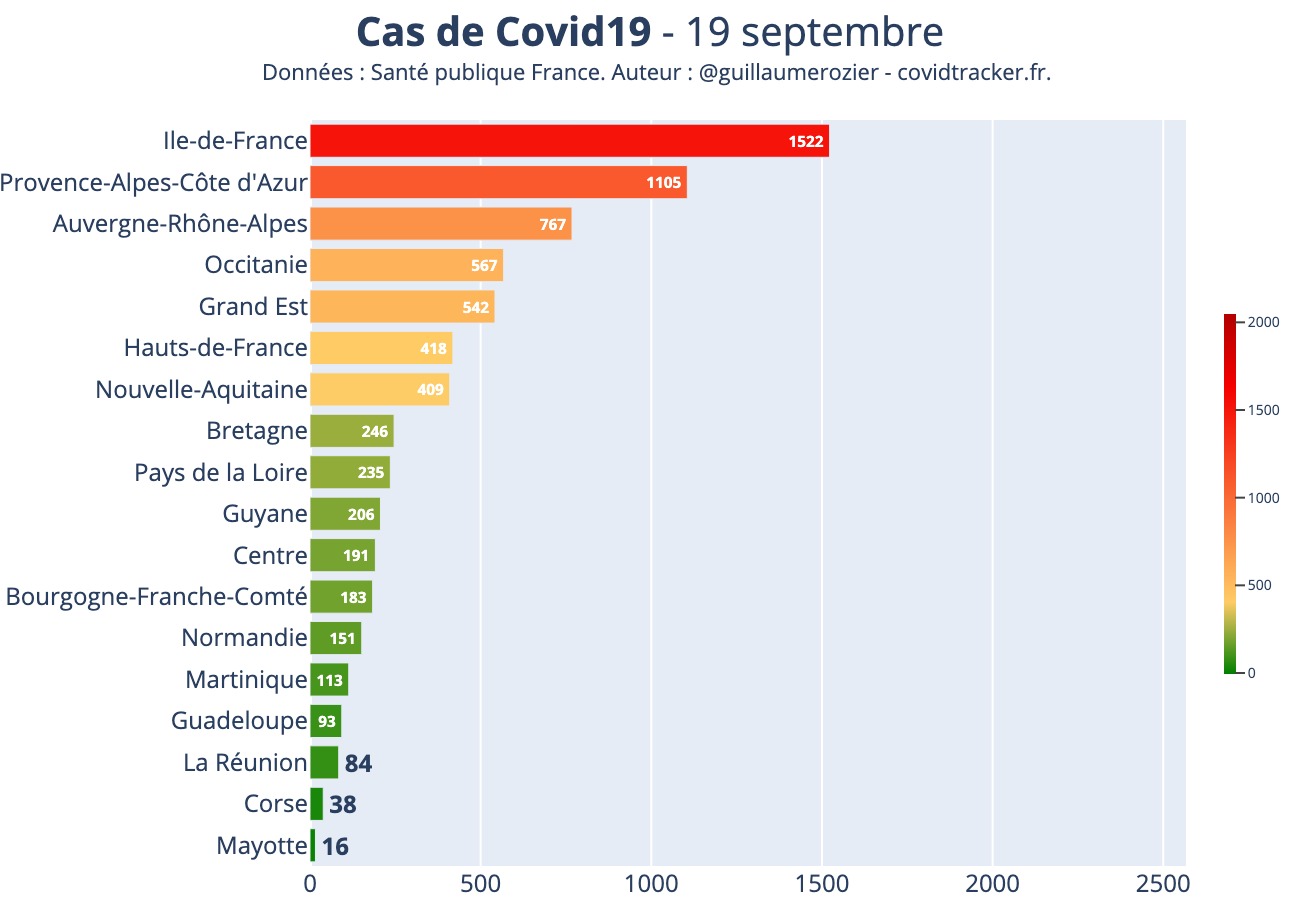 Cas de Covid19 - 19 septembre
Données : Santé publique France. Auteur : @guillaumerozier - covidtracker.fr.
Ile-de-France 1522
Provence-Alpes-Côte d'Azur 1105
Auvergne-Rhône-Alpes 767
Occitanie 567
Grand Est 542
Hauts-de-France 418
Nouvelle-Aquitaine 409
Bretagne 246
Pays de la Loire 235
Guyane 206
Centre 191
Bourgogne-Franche-Comté 183
Normandie 151
Martinique 113
Guadeloupe 93
La Réunion 84
Corse 38
Mayotte 16
0 500 1000 1500 2000 2500
2000
1500
1000
500
0